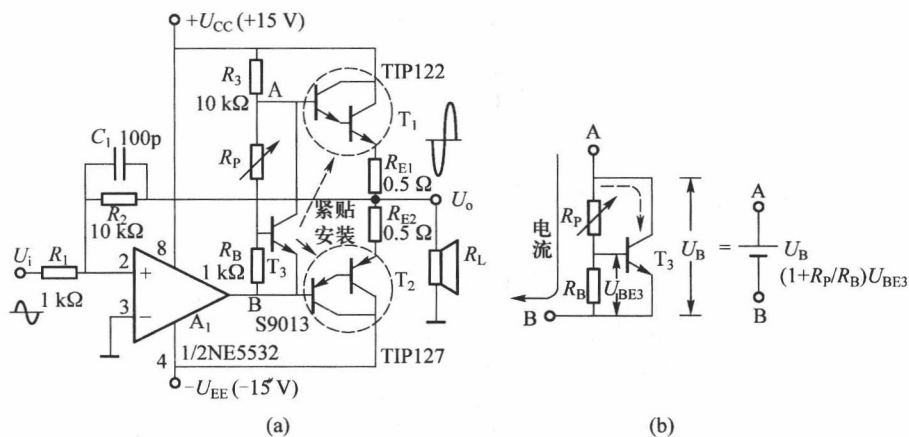 +U_CC (+15 V)
R_3
10 kΩ
A
TIP122
T_1
C_1 100p
R_P
R_E1
0.5 Ω
R_2
10 kΩ
紧贴
安装
U_o
R_E2
0.5 Ω
U_i
R_1
1 kΩ
8
2
+
3
−
A_1
4
R_B
1 kΩ
T_3
B
T_2
R_L
S9013
1/2NE5532
TIP127
−U_EE (−15 V)
(a)
A
电流
R_P
T_3
R_B
U_BE3
B
U_B
=
A
U_B
(1+R_P/R_B)U_BE3
B
(b)